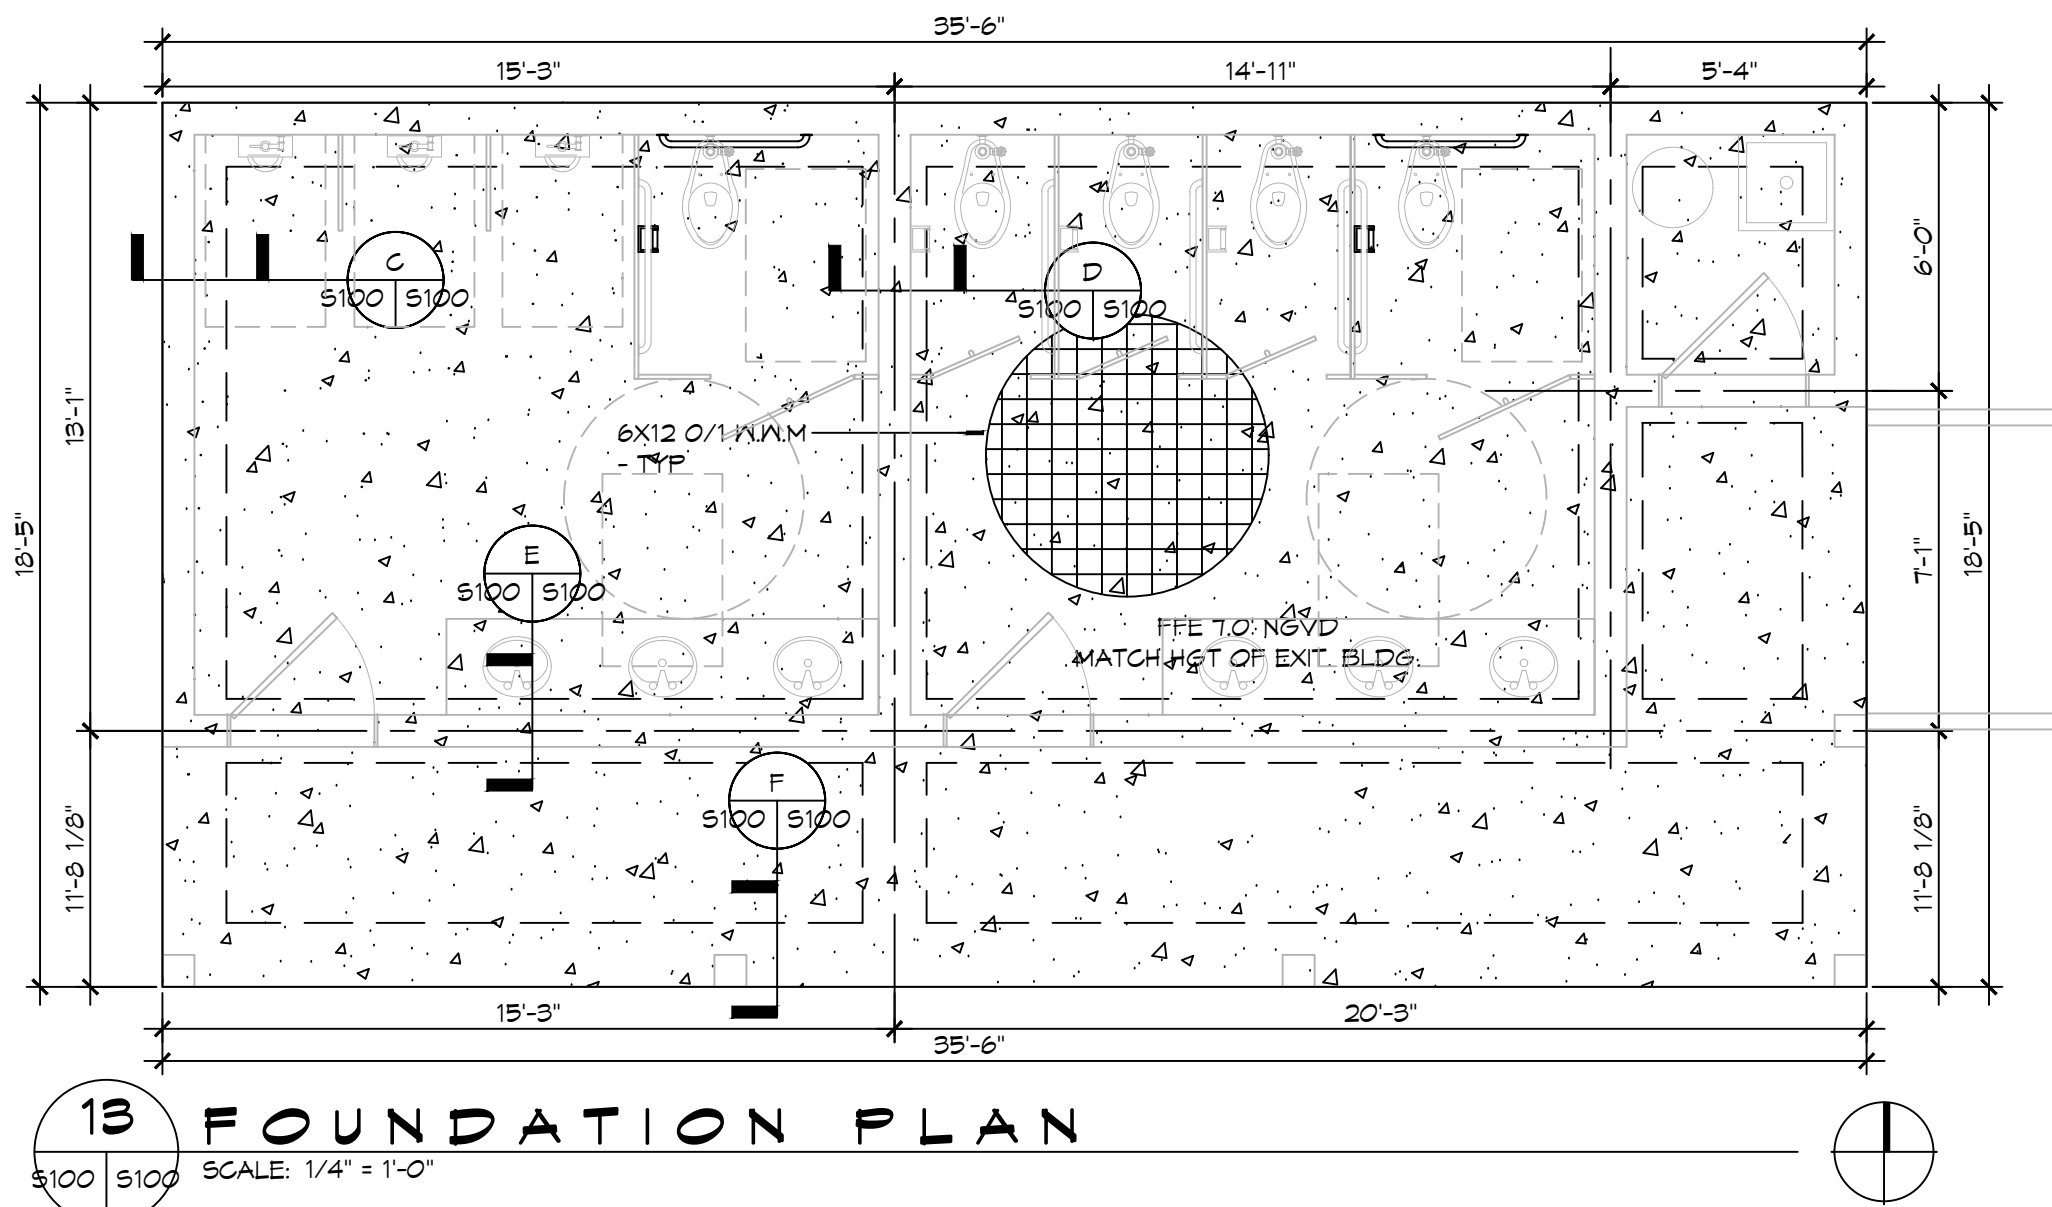 35'-6"
15'-3"
14'-11"
5'-4"
18'-5"
13'-1"
11'-8 1/8"
6'-0"
7'-1"
11'-8 1/8"
18'-5"
C
S100 S100
D
S100 S100
6X12 O/1 W.W.M
- TYP
E
S100 S100
FFE 7.0' NGVD
MATCH HGT OF EXIT. BLDG.
F
S100 S100
15'-3"
20'-3"
35'-6"
13
S100 S100
FOUNDATION PLAN
SCALE: 1/4" = 1'-0"